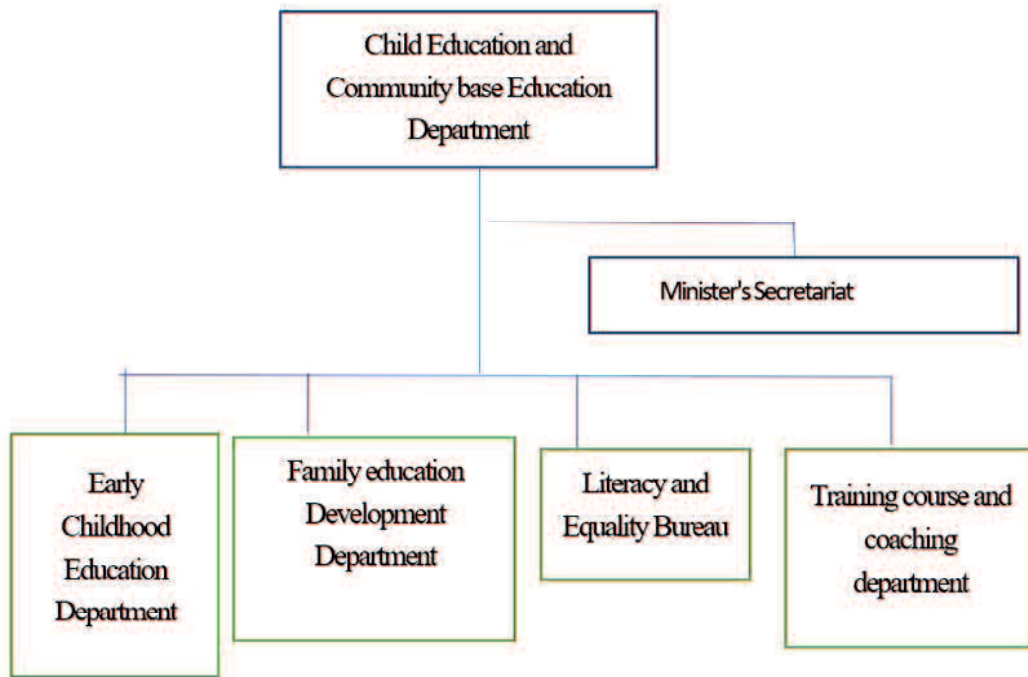 Child Education and
Community base Education
Department
Minister's Secretariat
Early
Childhood
Education
Department
Family education
Development
Department
Literacy and
Equality Bureau
Training course and
coaching
department